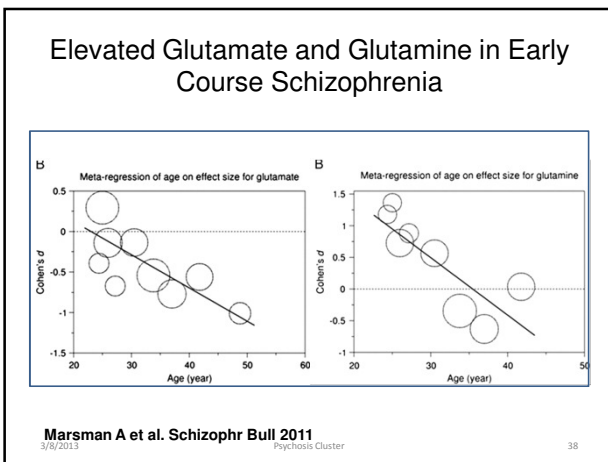 Elevated Glutamate and Glutamine in Early
Course Schizophrenia
B
Meta-regression of age on effect size for glutamate
0.5
0
-0.5
-1
-1.5
Cohen's d
20 30 40 50 60
Age (year)
B
Meta-regression of age on effect size for glutamine
1.5
1
0.5
0
-0.5
-1
Cohen's d
20 30 40 50
Age (year)
Marsman A et al. Schizophr Bull 2011
3/8/2013 Psychosis Cluster 38